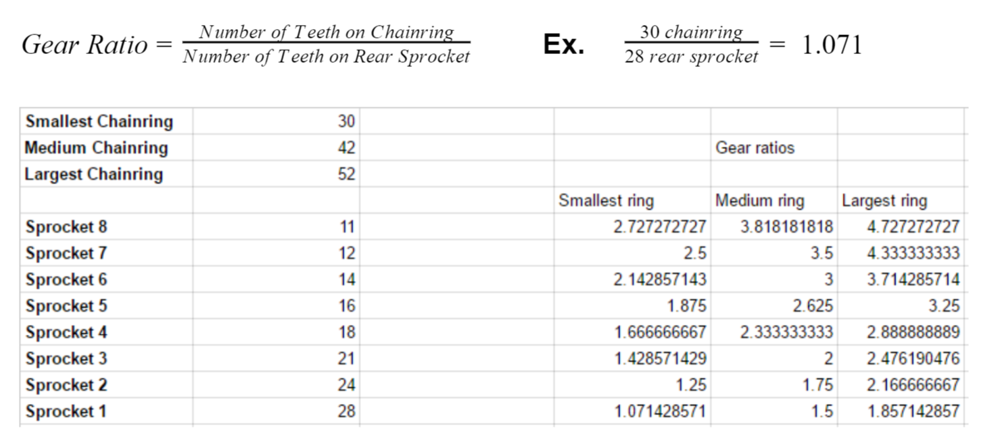 Gear Ratio = Number of Teeth on Chainring / Number of Teeth on Rear Sprocket Ex. 30 chainring / 28 rear sprocket = 1.071
Smallest Chainring 30
Medium Chainring 42 Gear ratios
Largest Chainring 52
Smallest ring Medium ring Largest ring
Sprocket 8 11 2.727272727 3.818181818 4.727272727
Sprocket 7 12 2.5 3.5 4.333333333
Sprocket 6 14 2.142857143 3 3.714285714
Sprocket 5 16 1.875 2.625 3.25
Sprocket 4 18 1.666666667 2.333333333 2.888888889
Sprocket 3 21 1.428571429 2 2.476190476
Sprocket 2 24 1.25 1.75 2.166666667
Sprocket 1 28 1.071428571 1.5 1.857142857